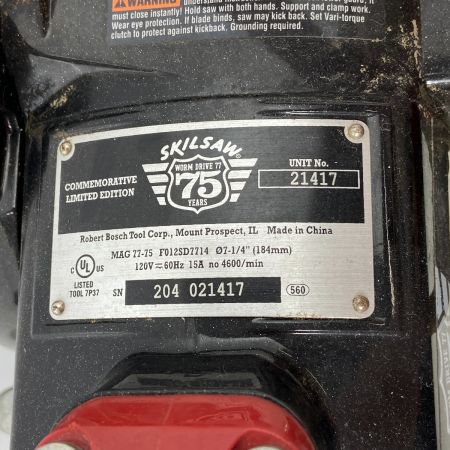 WARNING
must close instantly! Hold saw with both hands. Support and clamp work.
Wear eye protection. If blade binds, saw may kick back. Set Vari-torque
clutch to protect against kickback. Grounding required.
SKILSAW
WORM DRIVE 77
75
YEARS
COMMEMORATIVE
LIMITED EDITION
UNIT No.
21417
Robert Bosch Tool Corp., Mount Prospect, IL Made in China
MAG 77-75 F012SD7714 Ø7-1/4" (184mm)
120V ≂ 60Hz 15A no 4600/min
C UL US
LISTED
TOOL 7P37
SN 204 021417 560